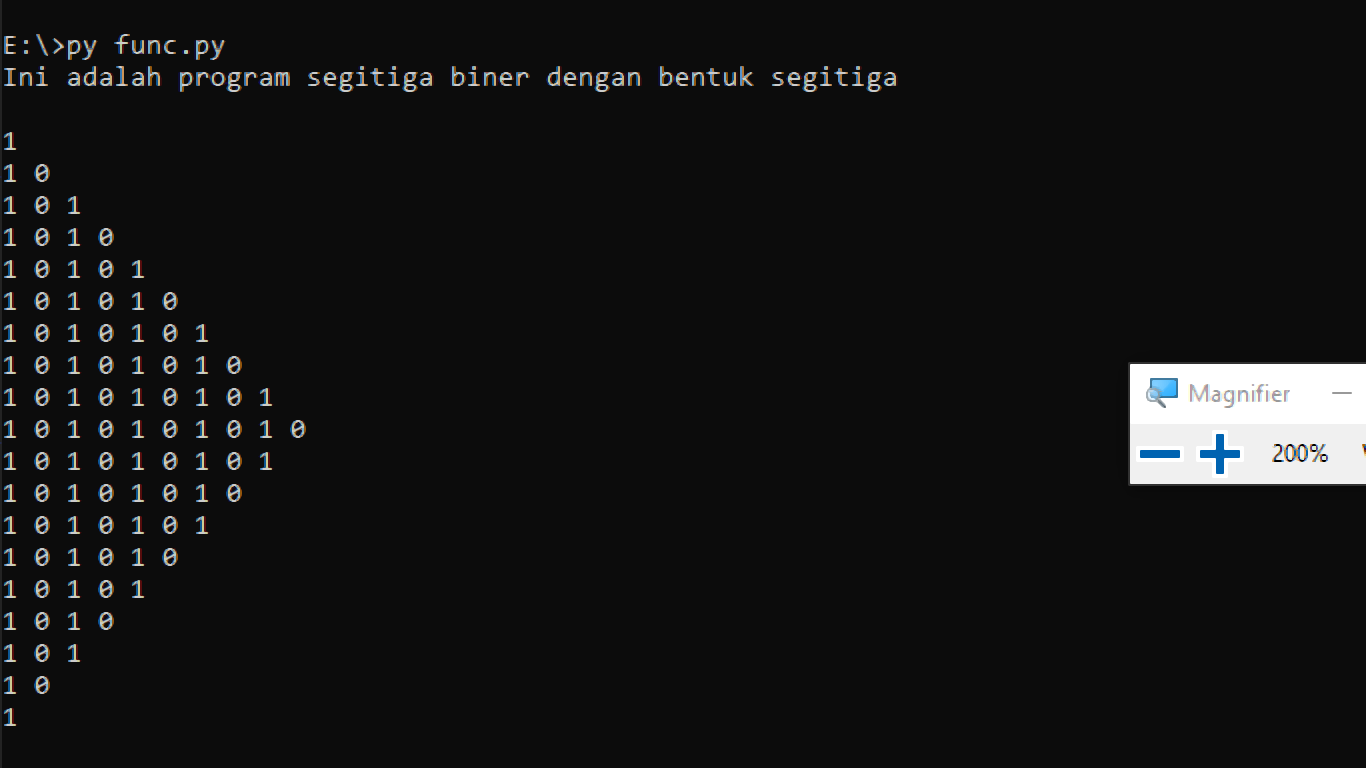 E:\>py func.py
Ini adalah program segitiga biner dengan bentuk segitiga
1
1 0
1 0 1
1 0 1 0
1 0 1 0 1
1 0 1 0 1 0
1 0 1 0 1 0 1
1 0 1 0 1 0 1 0
1 0 1 0 1 0 1 0 1
1 0 1 0 1 0 1 0 1 0
1 0 1 0 1 0 1 0 1
1 0 1 0 1 0 1 0
1 0 1 0 1 0 1
1 0 1 0 1 0
1 0 1 0 1
1 0 1 0
1 0 1
1 0
1
Magnifier
200%